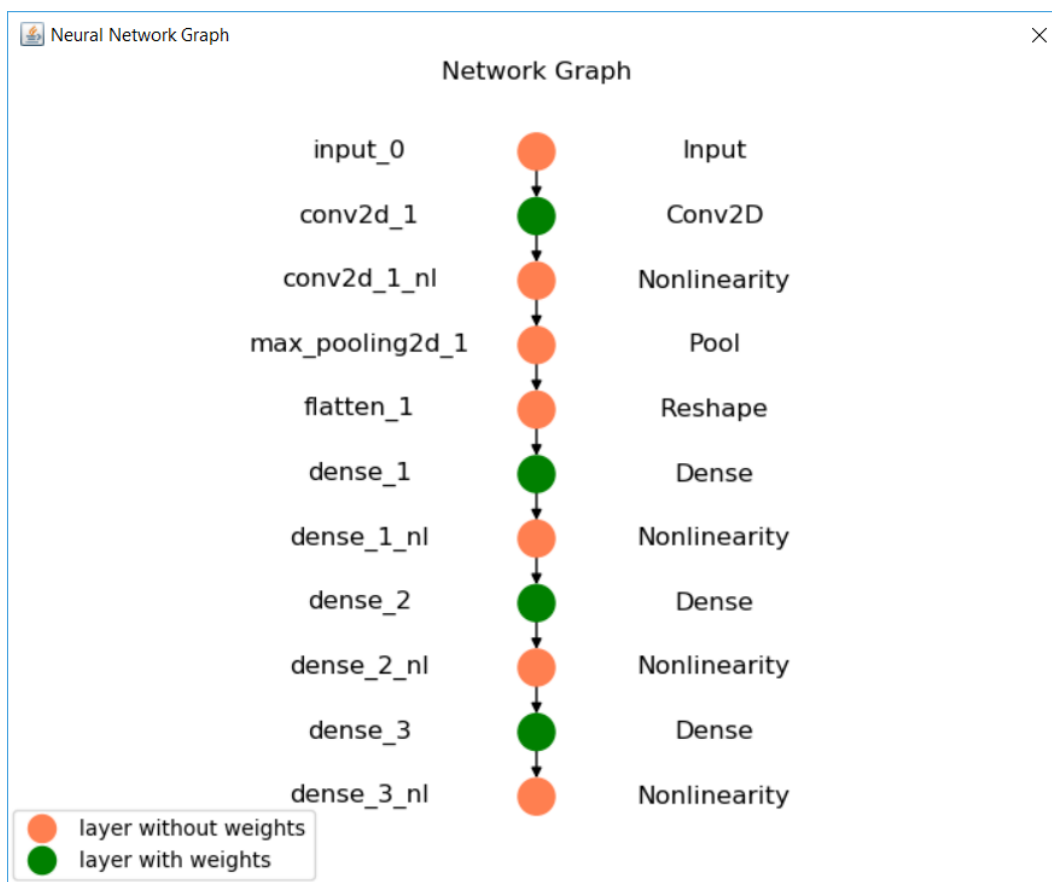 Neural Network Graph
Network Graph
input_0 Input
conv2d_1 Conv2D
conv2d_1_nl Nonlinearity
max_pooling2d_1 Pool
flatten_1 Reshape
dense_1 Dense
dense_1_nl Nonlinearity
dense_2 Dense
dense_2_nl Nonlinearity
dense_3 Dense
dense_3_nl Nonlinearity
layer without weights
layer with weights